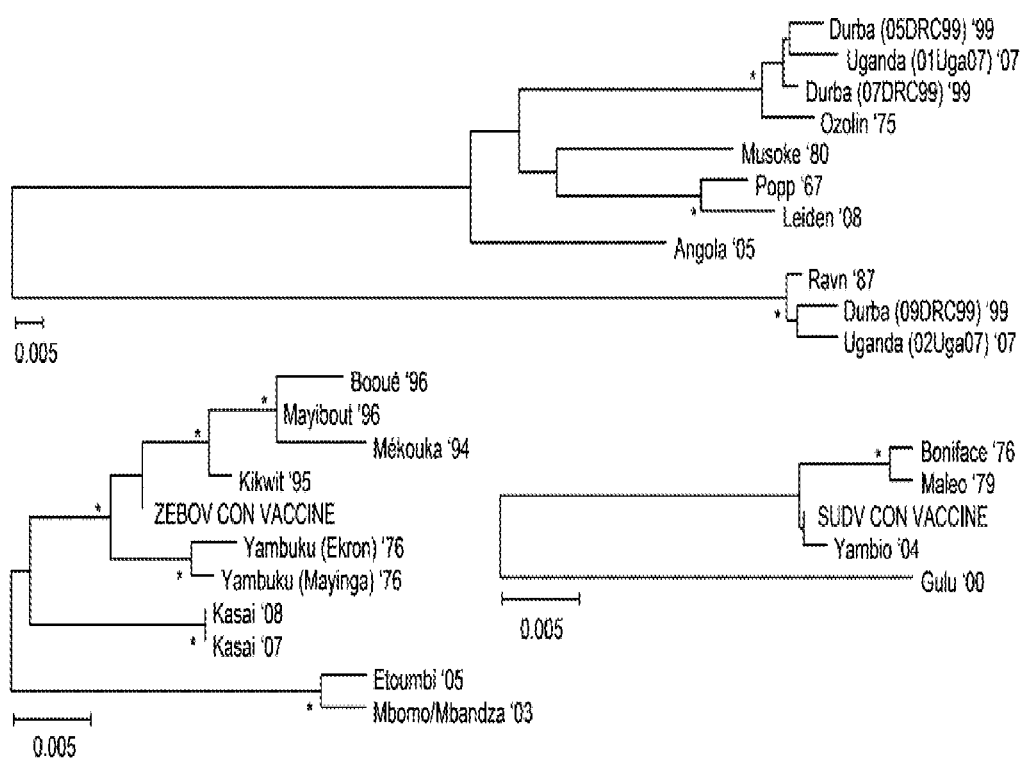 Durba (05DRC99) '99
Uganda (01Uga07) '07
*
Durba (07DRC99) '99
Ozolin '75
Musoke '80
Popp '67
*
Leiden '08
Angola '05
Ravn '87
Durba (09DRC99) '99
*
Uganda (02Uga07) '07
0.005
Booué '96
*
Mayibout '96
*
Mékouka '94
Kikwit '95
*
ZEBOV CON VACCINE
Yambuku (Ekron) '76
*
Yambuku (Mayinga) '76
Kasai '08
*
Kasai '07
Etoumbi '05
*
Mbomo/Mbandza '03
0.005
*
Boniface '76
Maleo '79
SUDV CON VACCINE
Yambio '04
Gulu '00
0.005